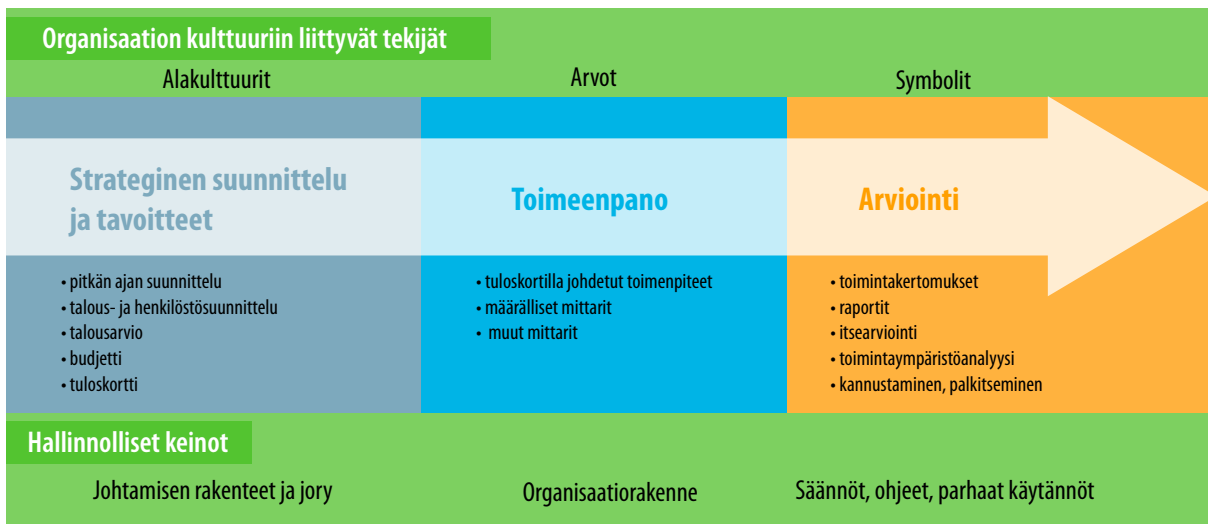 Organisaation kulttuuriin liittyvät tekijät
Alakulttuurit
Arvot
Symbolit
Strateginen suunnittelu
ja tavoitteet
Toimeenpano
Arviointi
• pitkän ajan suunnittelu
• talous- ja henkilöstösuunnittelu
• talousarvio
• budjetti
• tuloskortti
• tuloskortilla johdetut toimenpiteet
• määrälliset mittarit
• muut mittarit
• toimintakertomukset
• raportit
• itsearviointi
• toimintaympäristöanalyysi
• kannustaminen, palkitseminen
Hallinnolliset keinot
Johtamisen rakenteet ja jory
Organisaatiorakenne
Säännöt, ohjeet, parhaat käytännöt